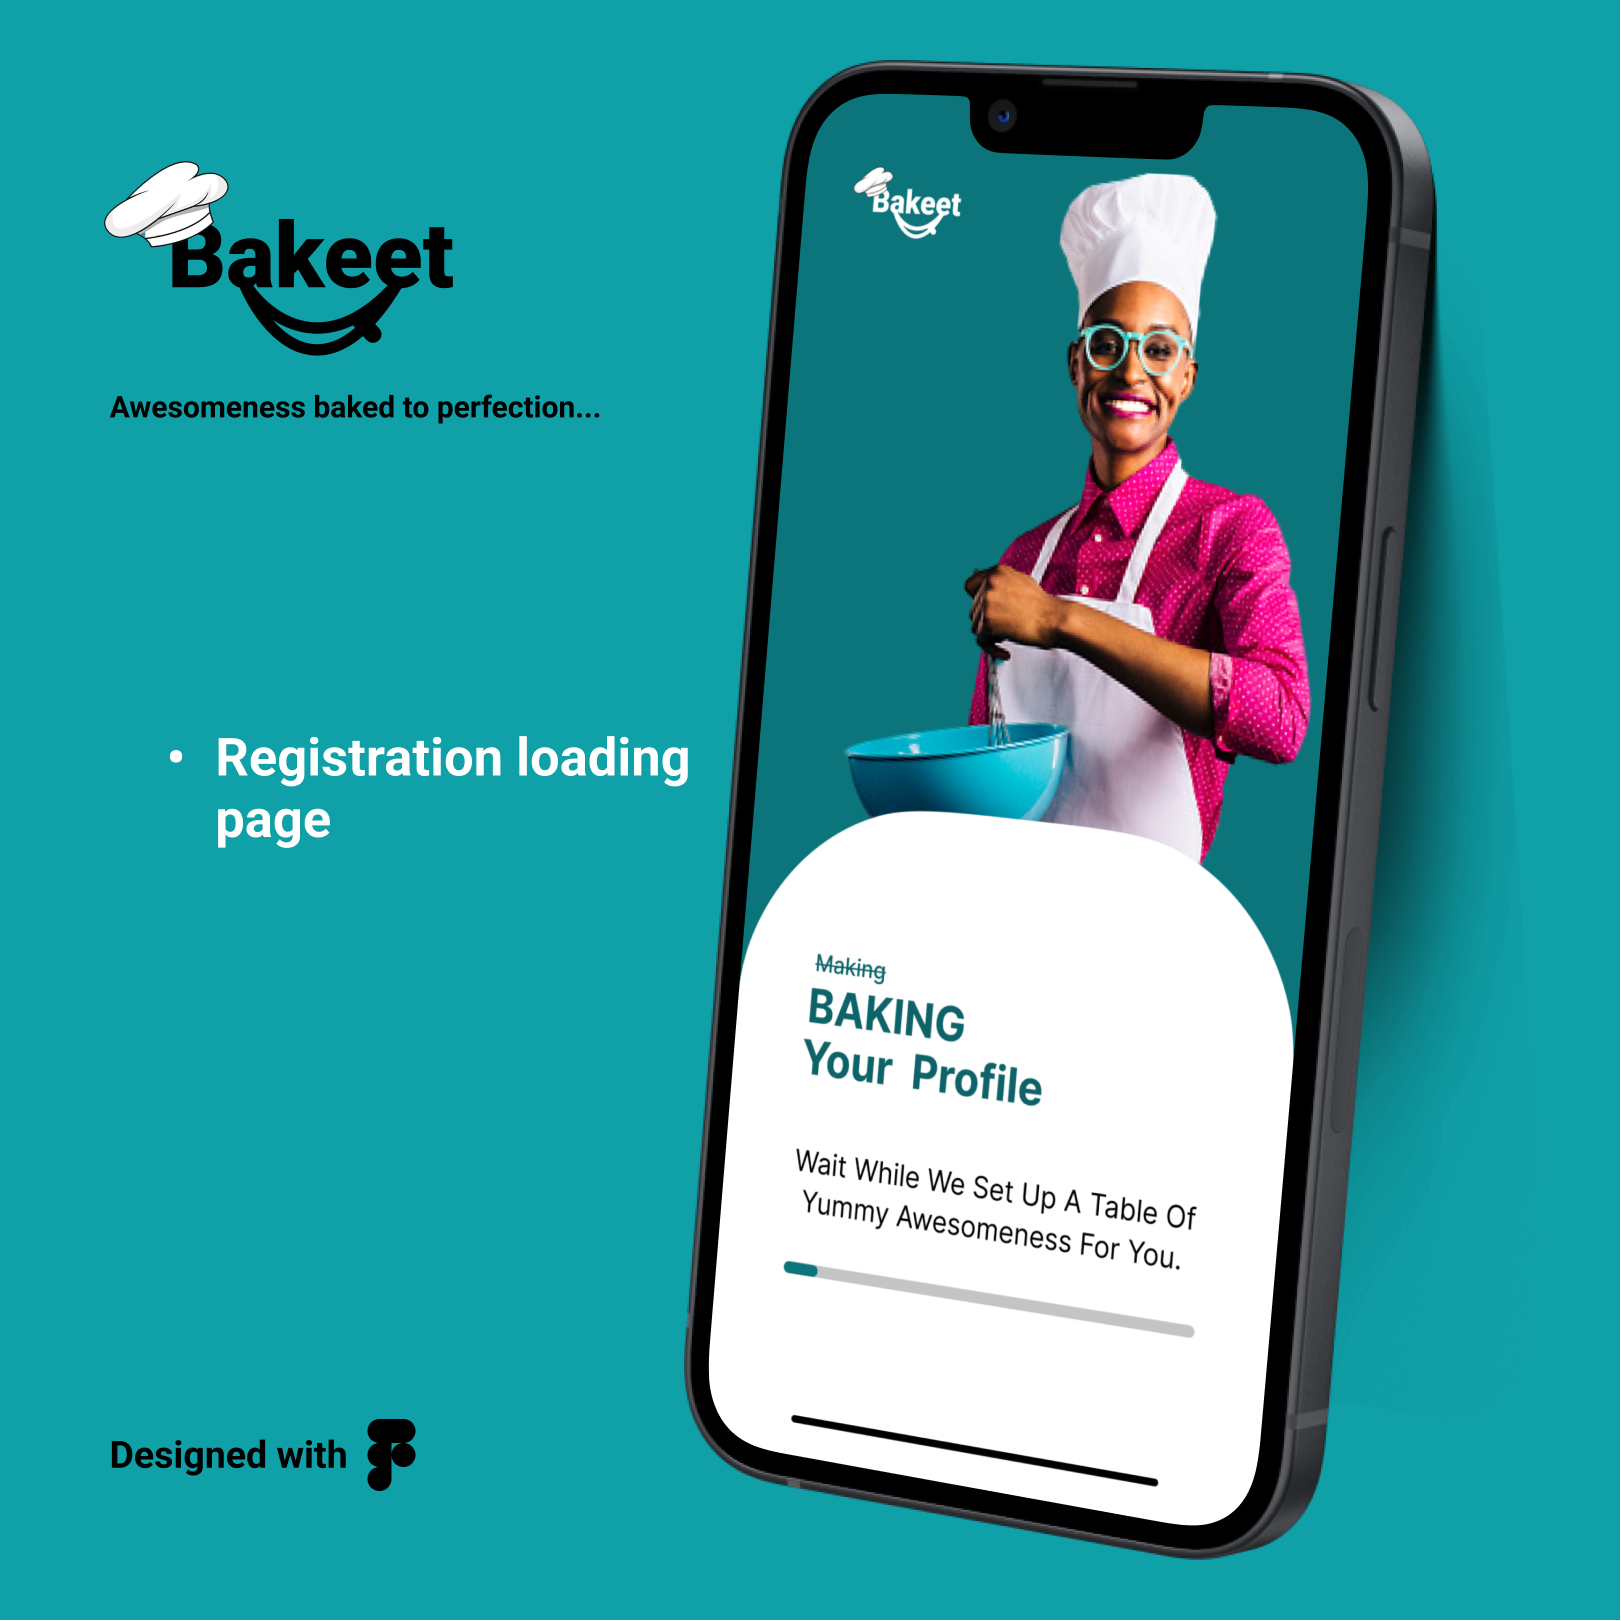 Bakeet
Awesomeness baked to perfection...
• Registration loading
page
Designed with
Bakeet
Making
BAKING
Your Profile
Wait While We Set Up A Table Of
Yummy Awesomeness For You.